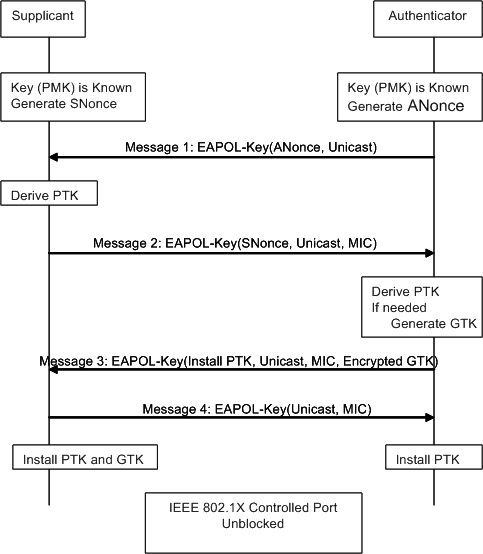 Supplicant
Authenticator
Key (PMK) is Known
Generate SNonce
Key (PMK) is Known
Generate ANonce
Message 1: EAPOL-Key(ANonce, Unicast)
Derive PTK
Message 2: EAPOL-Key(SNonce, Unicast, MIC)
Derive PTK
If needed
Generate GTK
Message 3: EAPOL-Key(Install PTK, Unicast, MIC, Encrypted GTK)
Message 4: EAPOL-Key(Unicast, MIC)
Install PTK and GTK
Install PTK
IEEE 802.1X Controlled Port
Unblocked